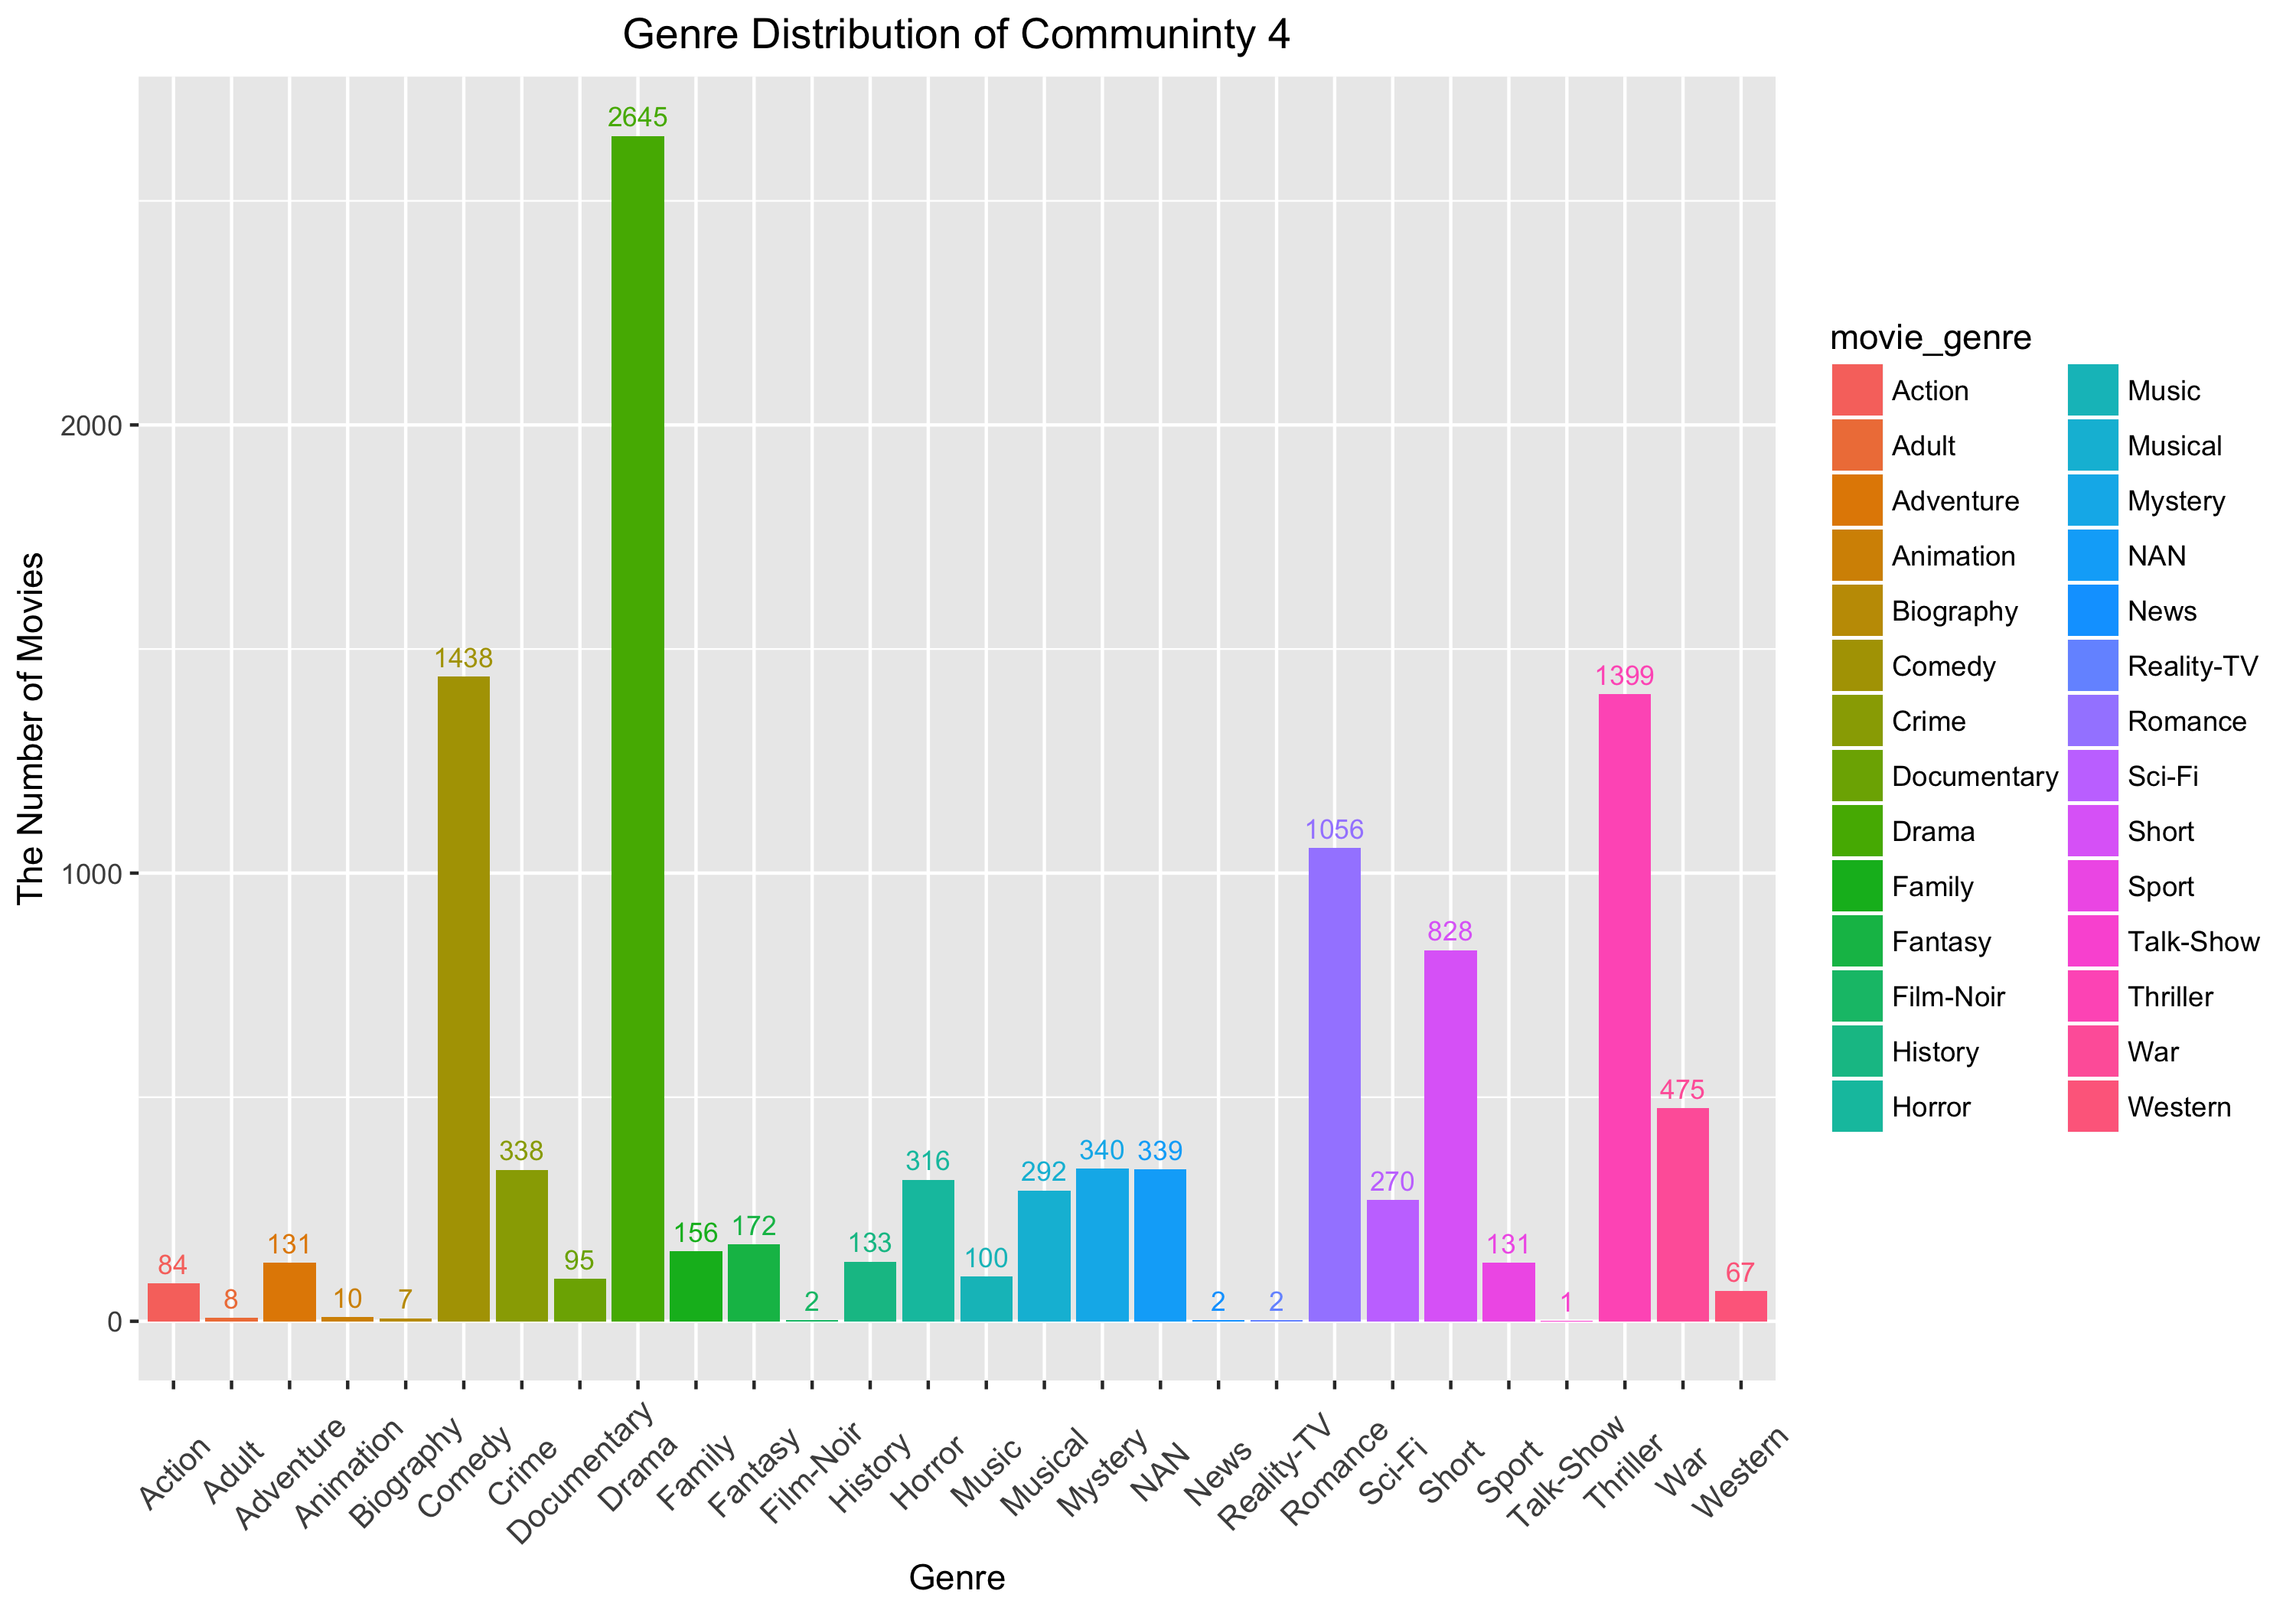 Genre Distribution of Communinty 4
The Number of Movies
2000
1000
0
84
8
131
10
7
1438
338
95
2645
156
172
2
133
316
100
292
340
339
2
2
1056
270
828
131
1
1399
475
67
Action
Adult
Adventure
Animation
Biography
Comedy
Crime
Documentary
Drama
Family
Fantasy
Film-Noir
History
Horror
Music
Musical
Mystery
NAN
News
Reality-TV
Romance
Sci-Fi
Short
Sport
Talk-Show
Thriller
War
Western
Genre
movie_genre
Action
Adult
Adventure
Animation
Biography
Comedy
Crime
Documentary
Drama
Family
Fantasy
Film-Noir
History
Horror
Music
Musical
Mystery
NAN
News
Reality-TV
Romance
Sci-Fi
Short
Sport
Talk-Show
Thriller
War
Western